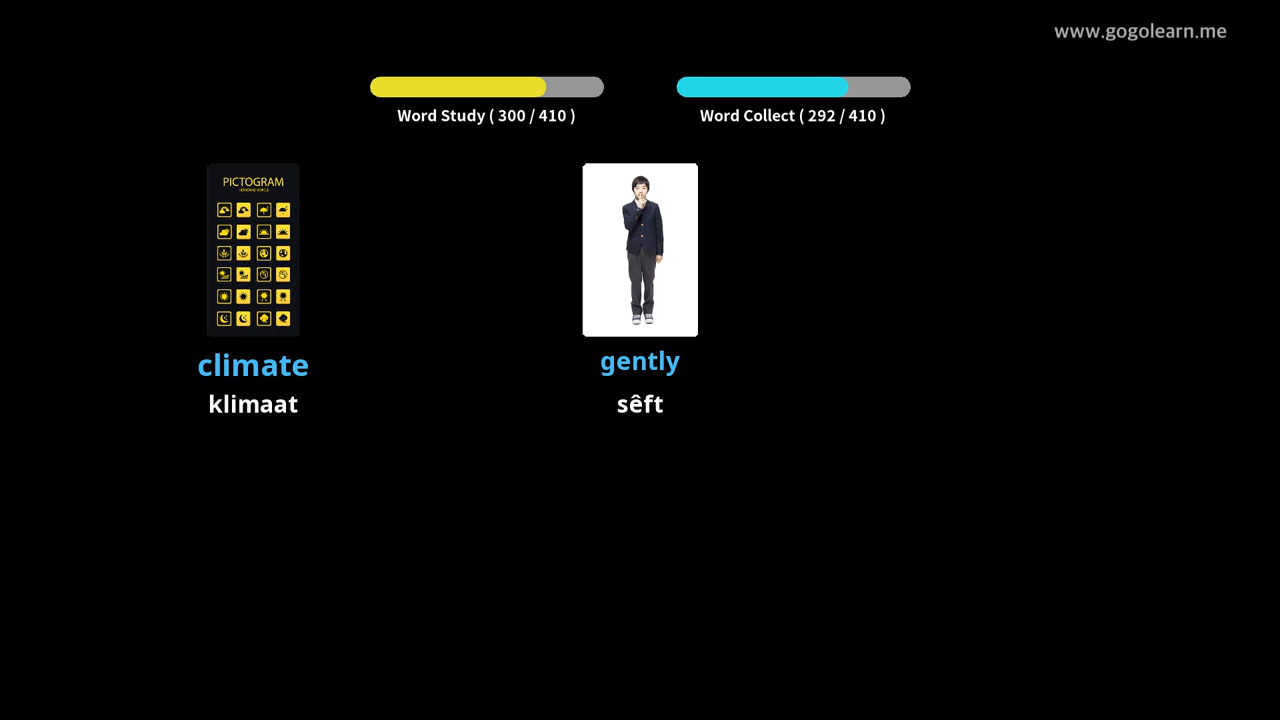 www.gogolearn.me
Word Study ( 300 / 410 )
Word Collect ( 292 / 410 )
PICTOGRAM
climate
gently
klimaat
sêft